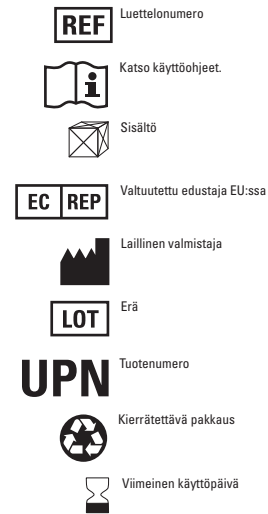 REF Luettelonumero
i Katso käyttöohjeet.
Sisältö
EC REP Valtuutettu edustaja EU:ssa
Laillinen valmistaja
LOT Erä
UPN Tuotenumero
Kierrätettävä pakkaus
Viimeinen käyttöpäivä